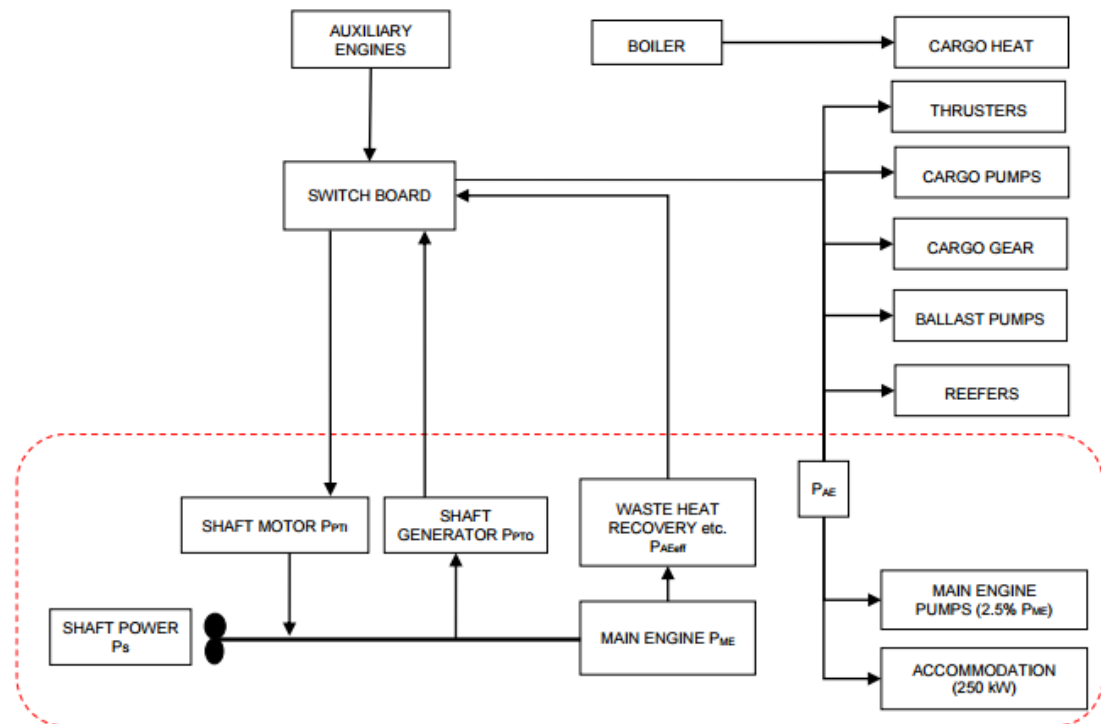 AUXILIARY
ENGINES
BOILER
CARGO HEAT
THRUSTERS
CARGO PUMPS
SWITCH BOARD
CARGO GEAR
BALLAST PUMPS
REEFERS
PAE
SHAFT MOTOR PPTI
SHAFT
GENERATOR PPTO
WASTE HEAT
RECOVERY etc.
PAEeff
MAIN ENGINE
PUMPS (2.5% PME)
SHAFT POWER
PS
MAIN ENGINE PME
ACCOMMODATION
(250 kW)